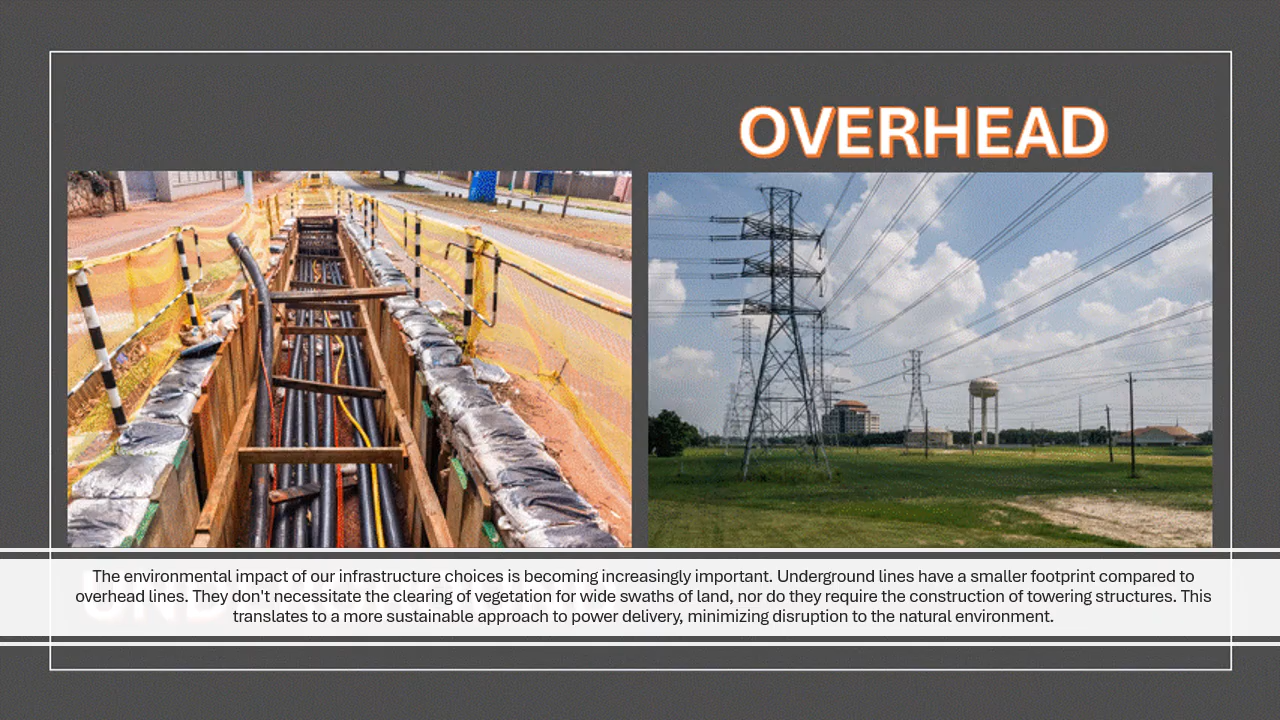 OVERHEAD
The environmental impact of our infrastructure choices is becoming increasingly important. Underground lines have a smaller footprint compared to
overhead lines. They don't necessitate the clearing of vegetation for wide swaths of land, nor do they require the construction of towering structures. This
translates to a more sustainable approach to power delivery, minimizing disruption to the natural environment.